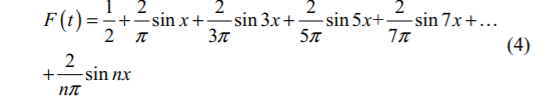 F(t) = 1/2 + 2/π sin x + 2/3π sin 3x + 2/5π sin 5x + 2/7π sin 7x + …
(4)
+ 2/nπ sin nx